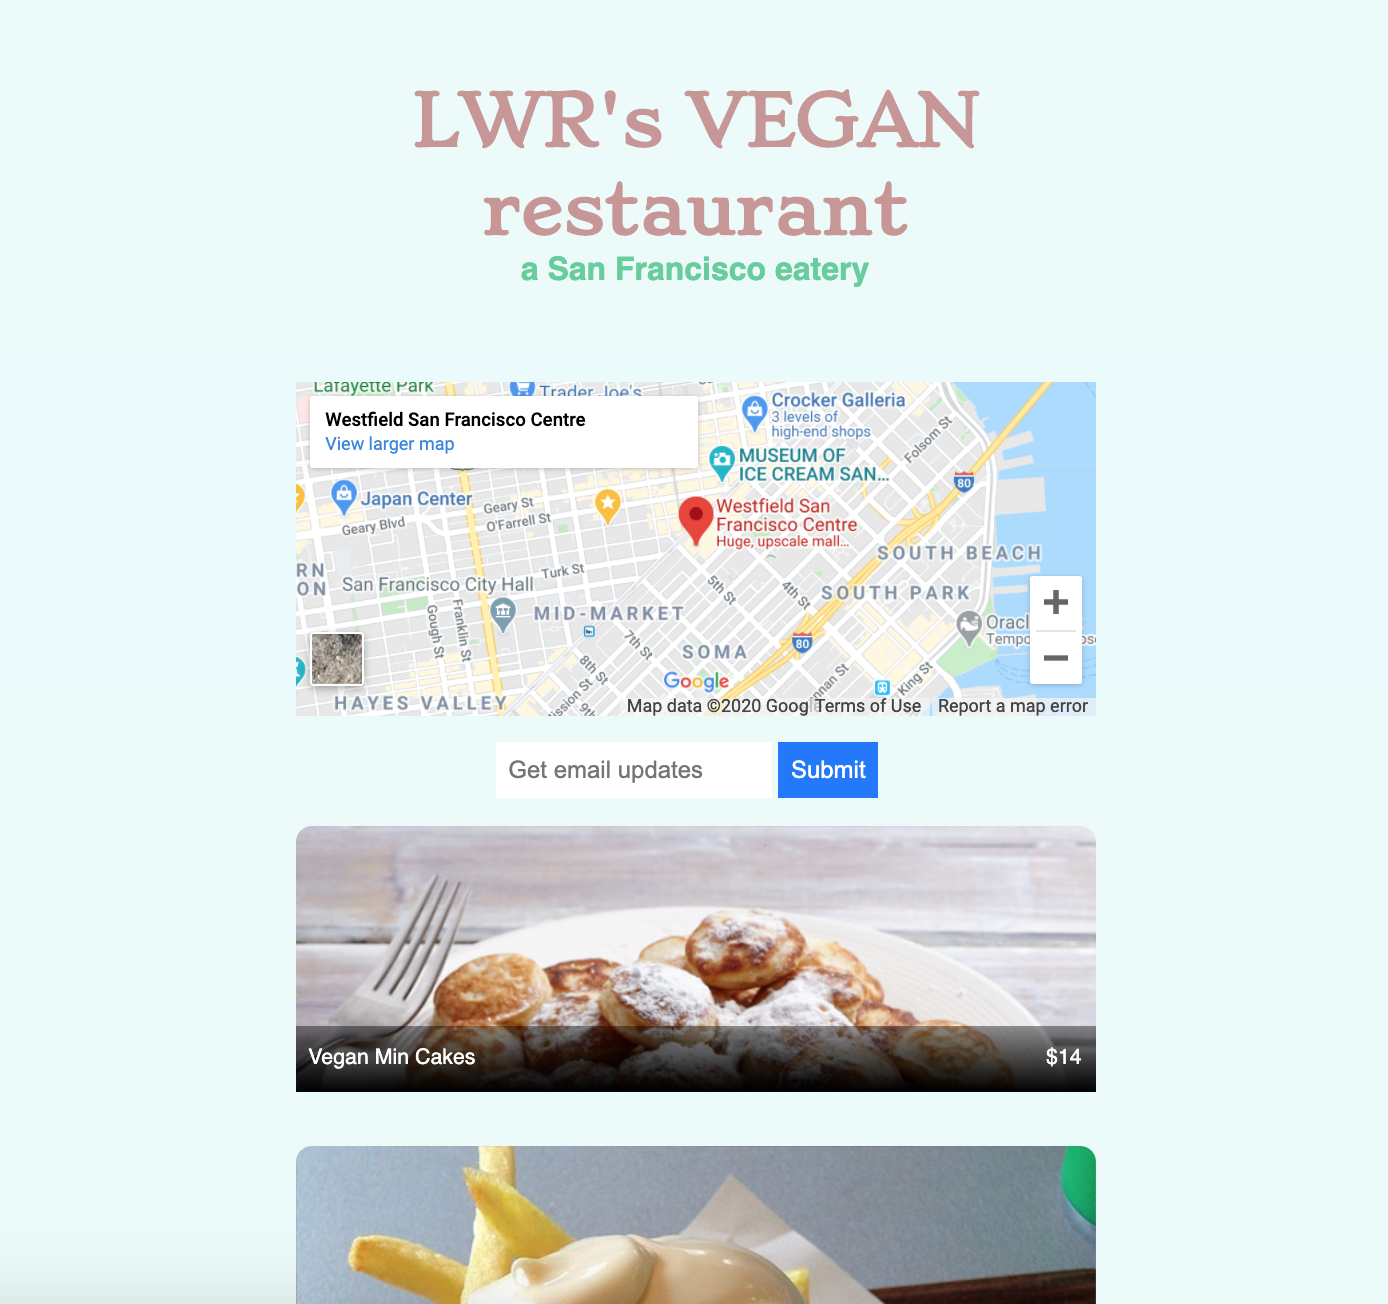 LWR's VEGAN
restaurant
a San Francisco eatery
Lafayette Park
Trader Joe's
Westfield San Francisco Centre
View larger map
Crocker Galleria
3 levels of
high-end shops
Folsom St
MUSEUM OF
ICE CREAM SAN...
80
Japan Center
Geary St
O'Farrell St
Geary Blvd
Westfield San
Francisco Centre
Huge, upscale mall...
SOUTH BEACH
San Francisco City Hall
Turk St
5th St
4th St
SOUTH PARK
Gough St
Franklin St
MID-MARKET
7th St
80
SOMA
8th St
Google
King St
HAYES VALLEY
Map data ©2020 Goog
Terms of Use
Report a map error
Get email updates
Submit
Vegan Min Cakes
$14